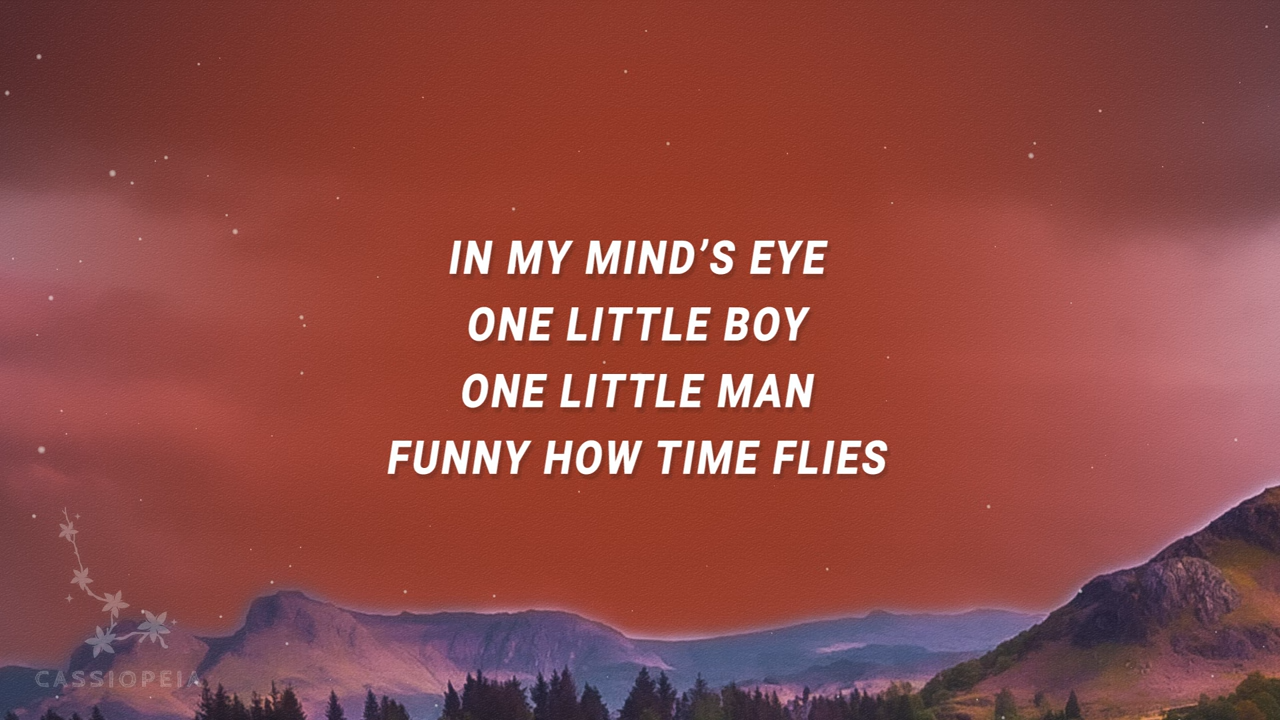 IN MY MIND’S EYE
ONE LITTLE BOY
ONE LITTLE MAN
FUNNY HOW TIME FLIES
CASSIOPEIA